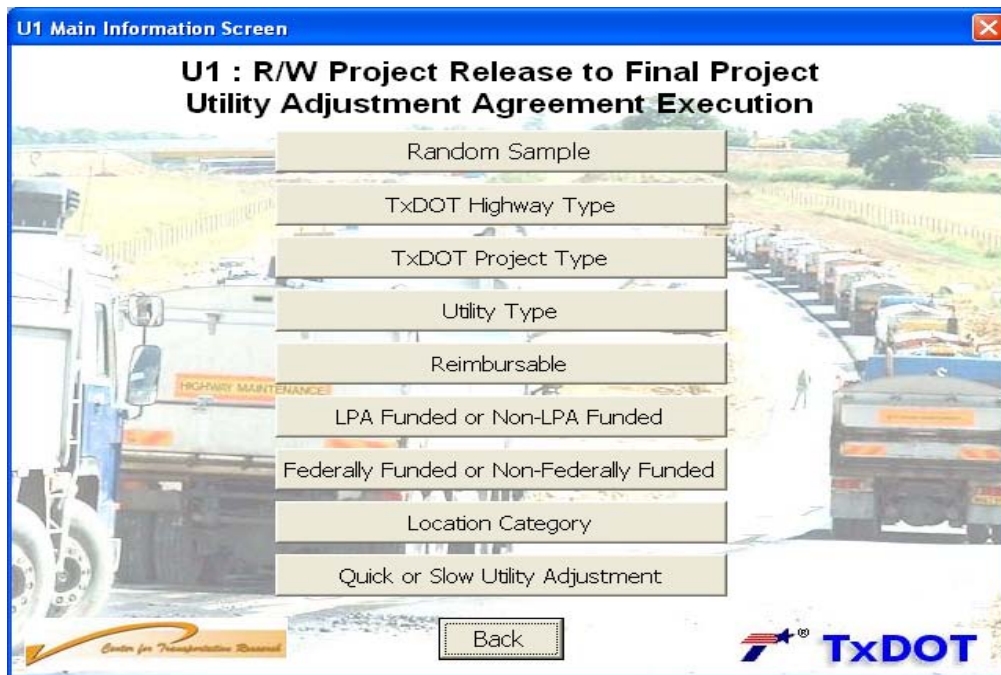 U1 Main Information Screen
U1 : R/W Project Release to Final Project
Utility Adjustment Agreement Execution
Random Sample
TxDOT Highway Type
TxDOT Project Type
Utility Type
Reimbursable
HIGHWAY MAINTENANCE
LPA Funded or Non-LPA Funded
Federally Funded or Non-Federally Funded
Location Category
Quick or Slow Utility Adjustment
Back
Center for Transportation Research
® TxDOT